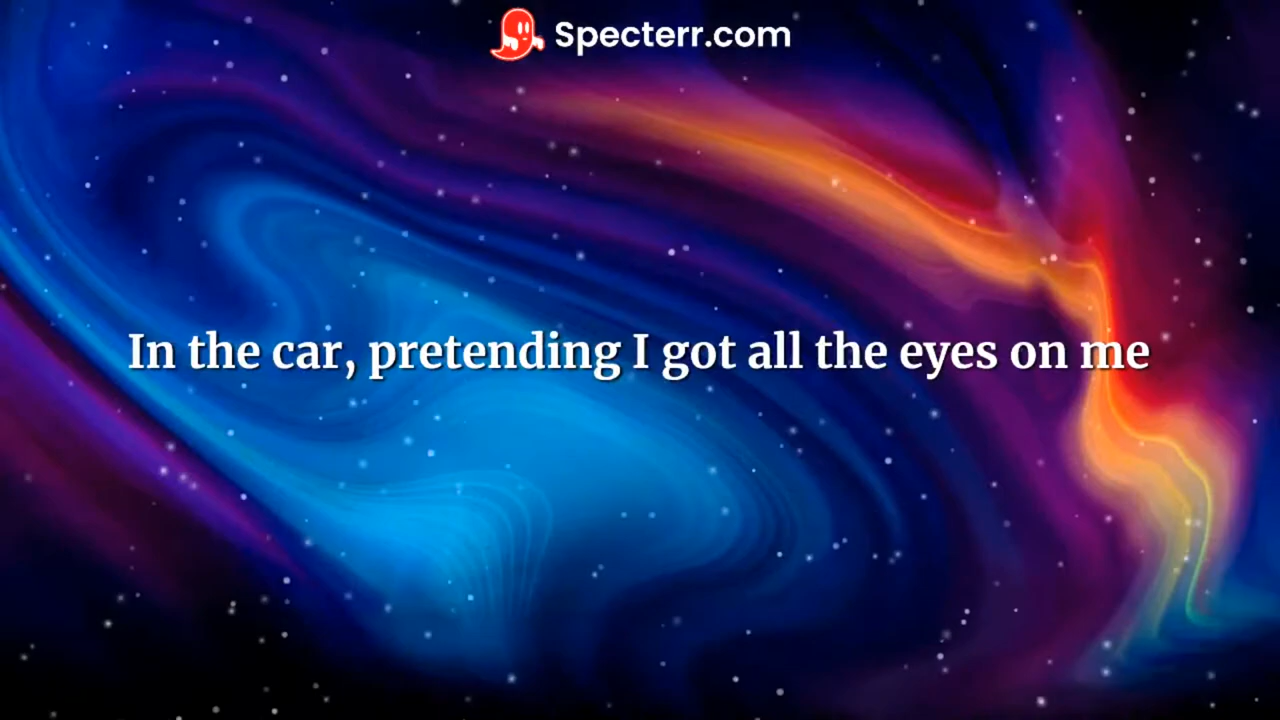 Specterr.com
In the car, pretending I got all the eyes on me